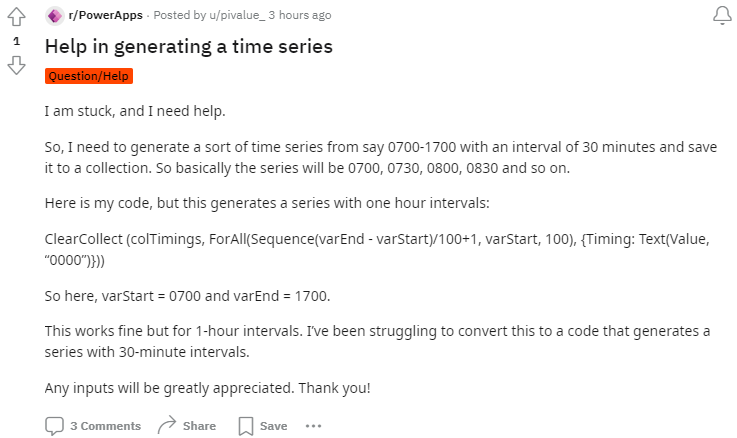 r/PowerApps · Posted by u/pivalue_ 3 hours ago
1
Help in generating a time series
Question/Help
I am stuck, and I need help.
So, I need to generate a sort of time series from say 0700-1700 with an interval of 30 minutes and save
it to a collection. So basically the series will be 0700, 0730, 0800, 0830 and so on.
Here is my code, but this generates a series with one hour intervals:
ClearCollect (colTimings, ForAll(Sequence(varEnd - varStart)/100+1, varStart, 100), {Timing: Text(Value,
“0000”)}))
So here, varStart = 0700 and varEnd = 1700.
This works fine but for 1-hour intervals. I’ve been struggling to convert this to a code that generates a
series with 30-minute intervals.
Any inputs will be greatly appreciated. Thank you!
3 Comments Share Save